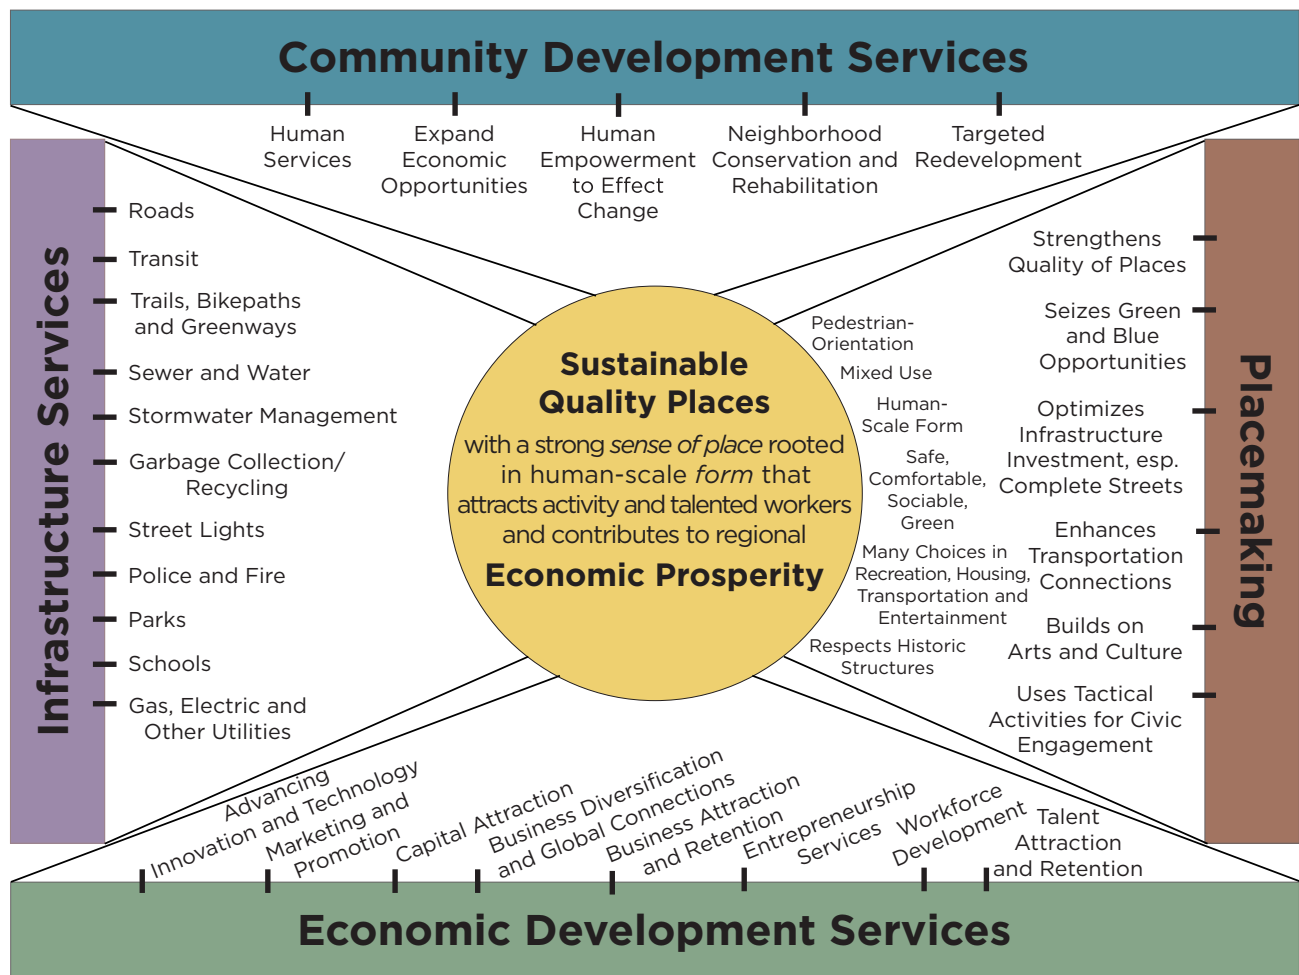 Community Development Services
Human
Services
Expand
Economic
Opportunities
Human
Empowerment
to Effect
Change
Neighborhood
Conservation and
Rehabilitation
Targeted
Redevelopment
Infrastructure Services
Roads
Transit
Trails, Bikepaths
and Greenways
Sewer and Water
Stormwater Management
Garbage Collection/
Recycling
Street Lights
Police and Fire
Parks
Schools
Gas, Electric and
Other Utilities
Sustainable
Quality Places
with a strong sense of place rooted
in human-scale form that
attracts activity and talented workers
and contributes to regional
Economic Prosperity
Pedestrian-
Orientation
Mixed Use
Human-
Scale Form
Safe,
Comfortable,
Sociable,
Green
Many Choices in
Recreation, Housing,
Transportation and
Entertainment
Respects Historic
Structures
Strengthens
Quality of Places
Seizes Green
and Blue
Opportunities
Optimizes
Infrastructure
Investment, esp.
Complete Streets
Enhances
Transportation
Connections
Builds on
Arts and Culture
Uses Tactical
Activities for Civic
Engagement
Placemaking
Advancing
Innovation and Technology
Marketing and
Promotion
Capital Attraction
Business Diversification
and Global Connections
Business Attraction
and Retention
Entrepreneurship
Services
Workforce
Development
Talent
Attraction
and Retention
Economic Development Services